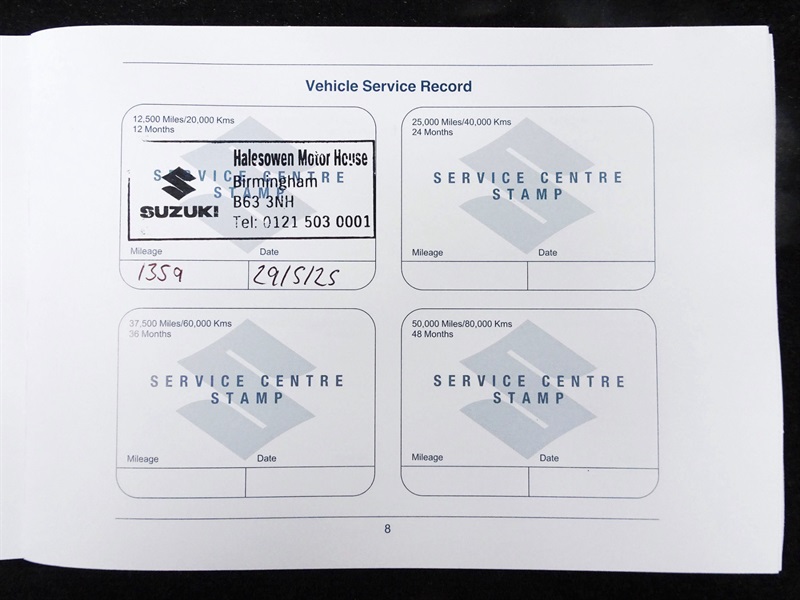 Vehicle Service Record
12,500 Miles/20,000 Kms
12 Months
SERVICE CENTRE
STAMP
Halesowen Motor House
Birmingham
B63 3NH
Tel: 0121 503 0001
SUZUKI
Mileage
Date
1359
29/5/25
25,000 Miles/40,000 Kms
24 Months
SERVICE CENTRE
STAMP
Mileage
Date
37,500 Miles/60,000 Kms
36 Months
SERVICE CENTRE
STAMP
Mileage
Date
50,000 Miles/80,000 Kms
48 Months
SERVICE CENTRE
STAMP
Mileage
Date
8